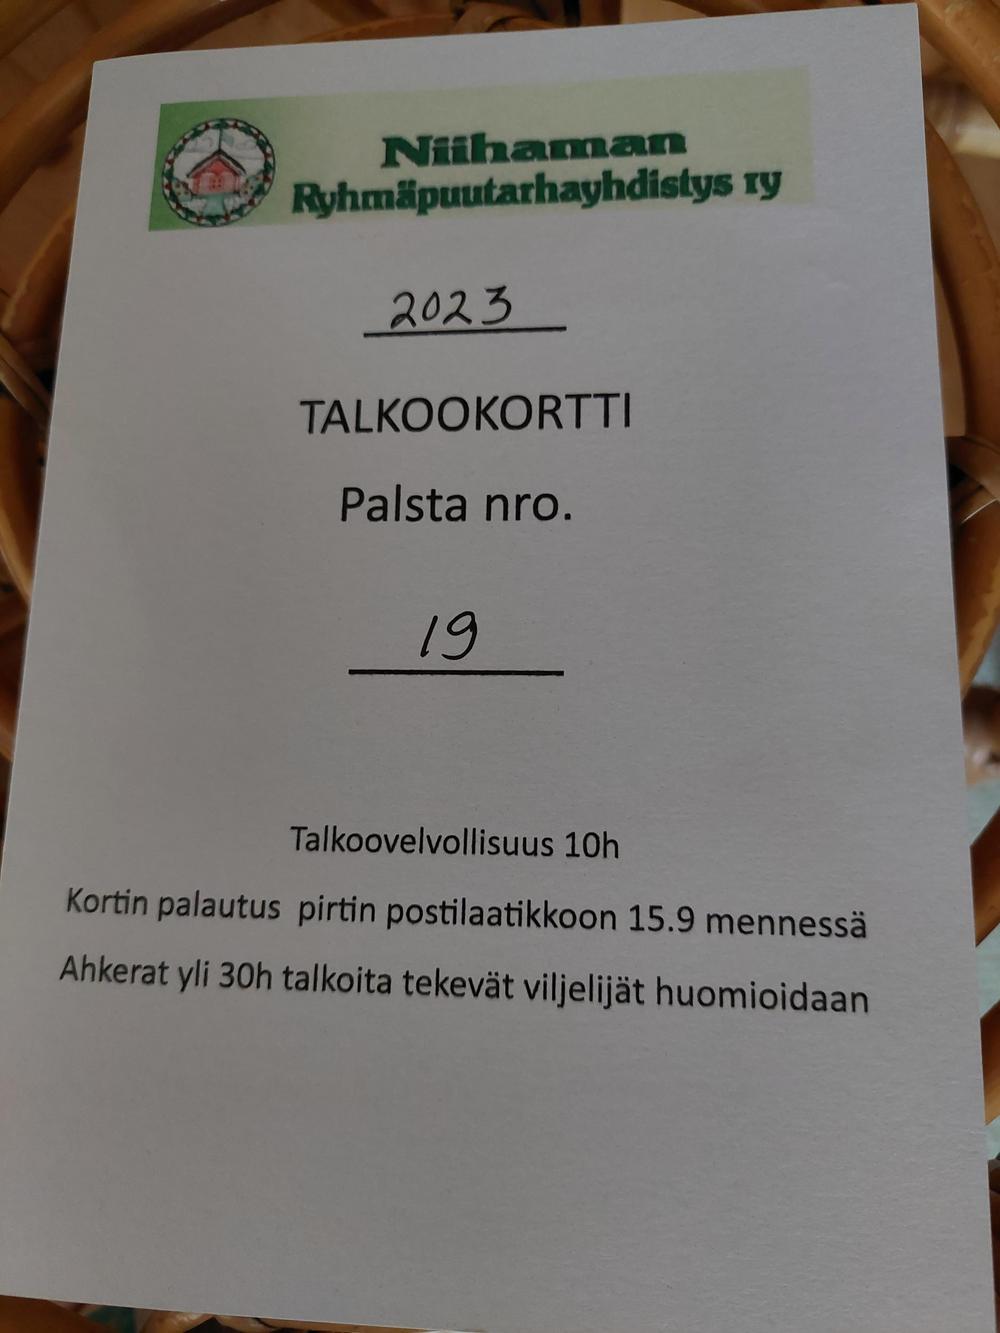 Niihaman
Ryhmäpuutarhayhdistys ry
2023
TALKOOKORTTI
Palsta nro.
19
Talkoovelvollisuus 10h
Kortin palautus pirtin postilaatikkoon 15.9 mennessä
Ahkerat yli 30h talkoita tekevät viljelijät huomioidaan